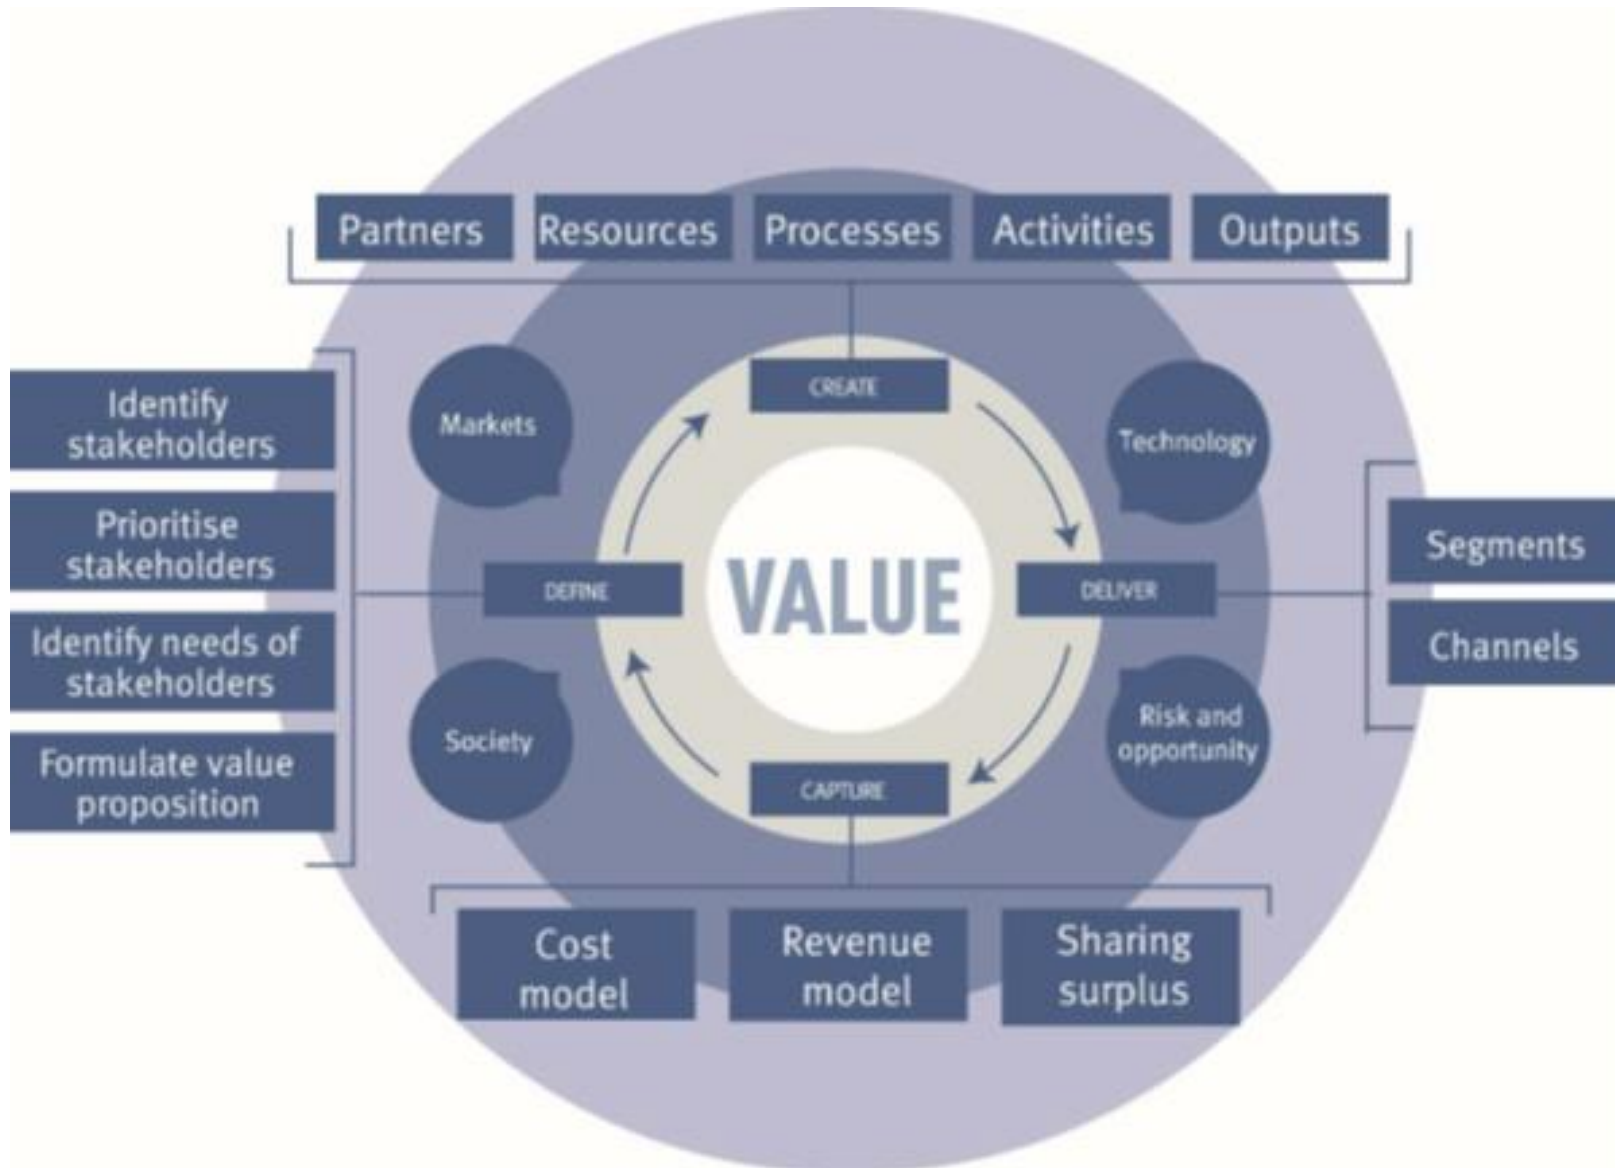 Partners
Resources
Processes
Activities
Outputs
CREATE
Markets
Technology
Identify
stakeholders
Prioritise
stakeholders
Identify needs of
stakeholders
Formulate value
proposition
DEFINE
VALUE
DELIVER
Segments
Channels
Society
Risk and
opportunity
CAPTURE
Cost
model
Revenue
model
Sharing
surplus